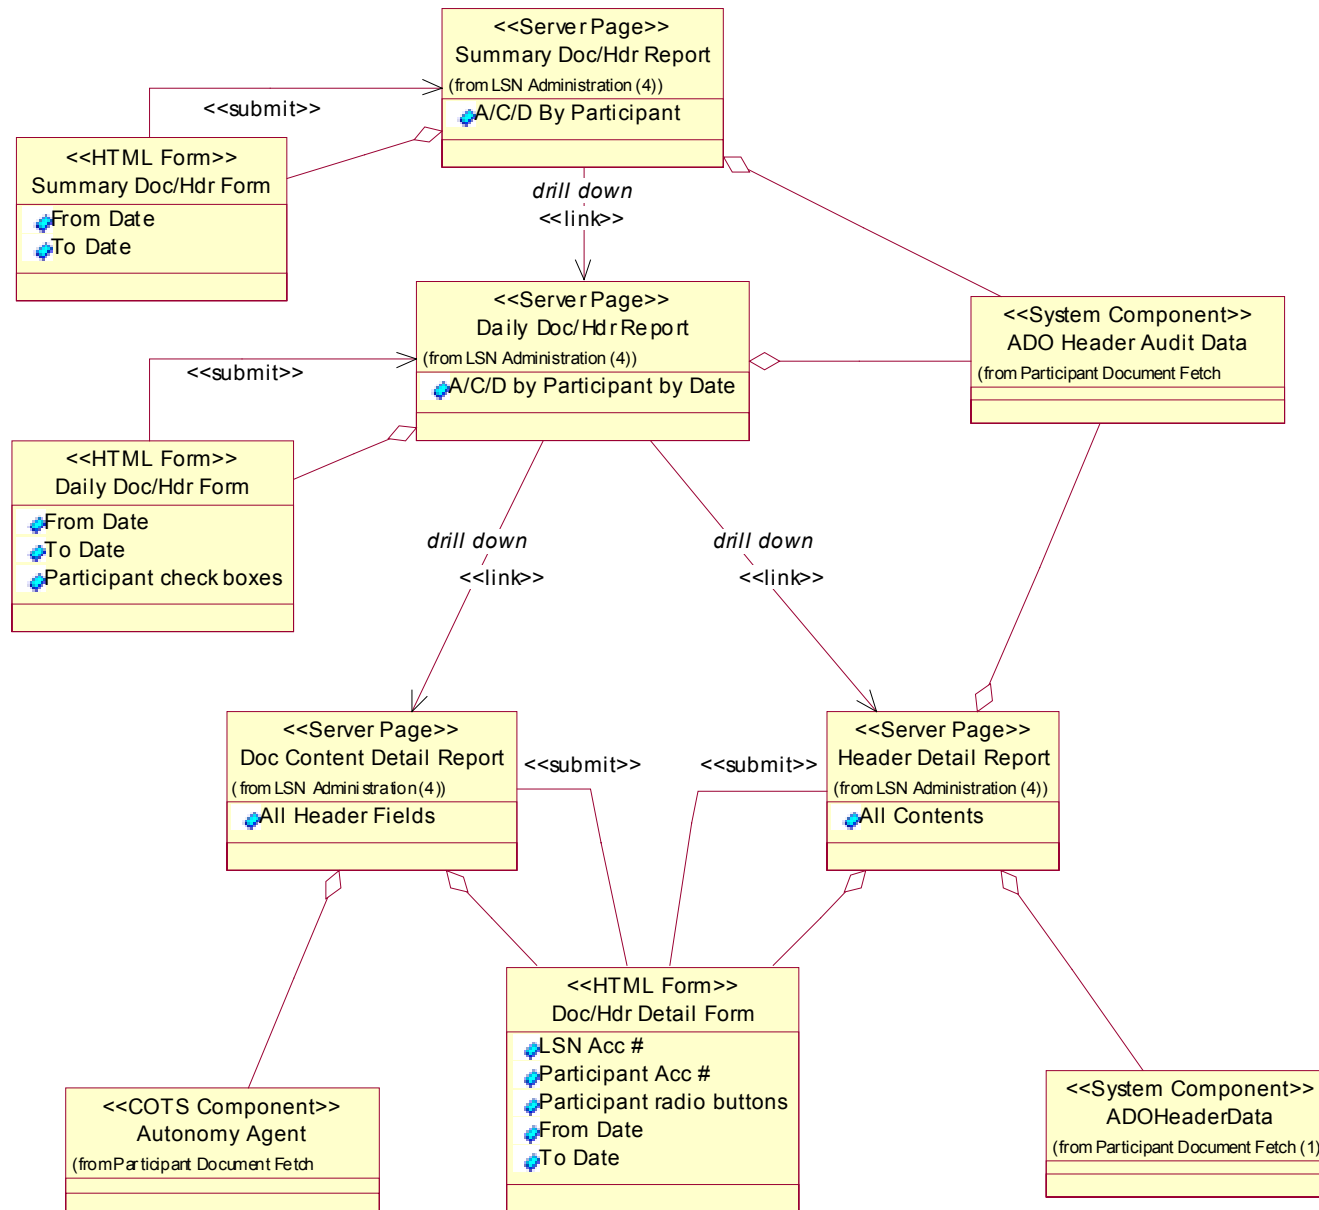 <<Server Page>>
Summary Doc/Hdr Report
(from LSN Administration (4))
A/C/D By Participant
<<submit>>
<<HTML Form>>
Summary Doc/Hdr Form
From Date
To Date
drill down
<<link>>
<<Server Page>>
Daily Doc/Hdr Report
(from LSN Administration (4))
A/C/D by Participant by Date
<<System Component>>
ADO Header Audit Data
(from Participant Document Fetch
<<submit>>
<<HTML Form>>
Daily Doc/Hdr Form
From Date
To Date
Participant check boxes
drill down
<<link>>
drill down
<<link>>
<<Server Page>>
Doc Content Detail Report
(from LSN Administration (4))
All Header Fields
<<submit>>
<<submit>>
<<Server Page>>
Header Detail Report
(from LSN Administration (4))
All Contents
<<HTML Form>>
Doc/Hdr Detail Form
LSN Acc #
Participant Acc #
Participant radio buttons
From Date
To Date
<<COTS Component>>
Autonomy Agent
(from Participant Document Fetch
<<System Component>>
ADOHeaderData
(from Participant Document Fetch (1)